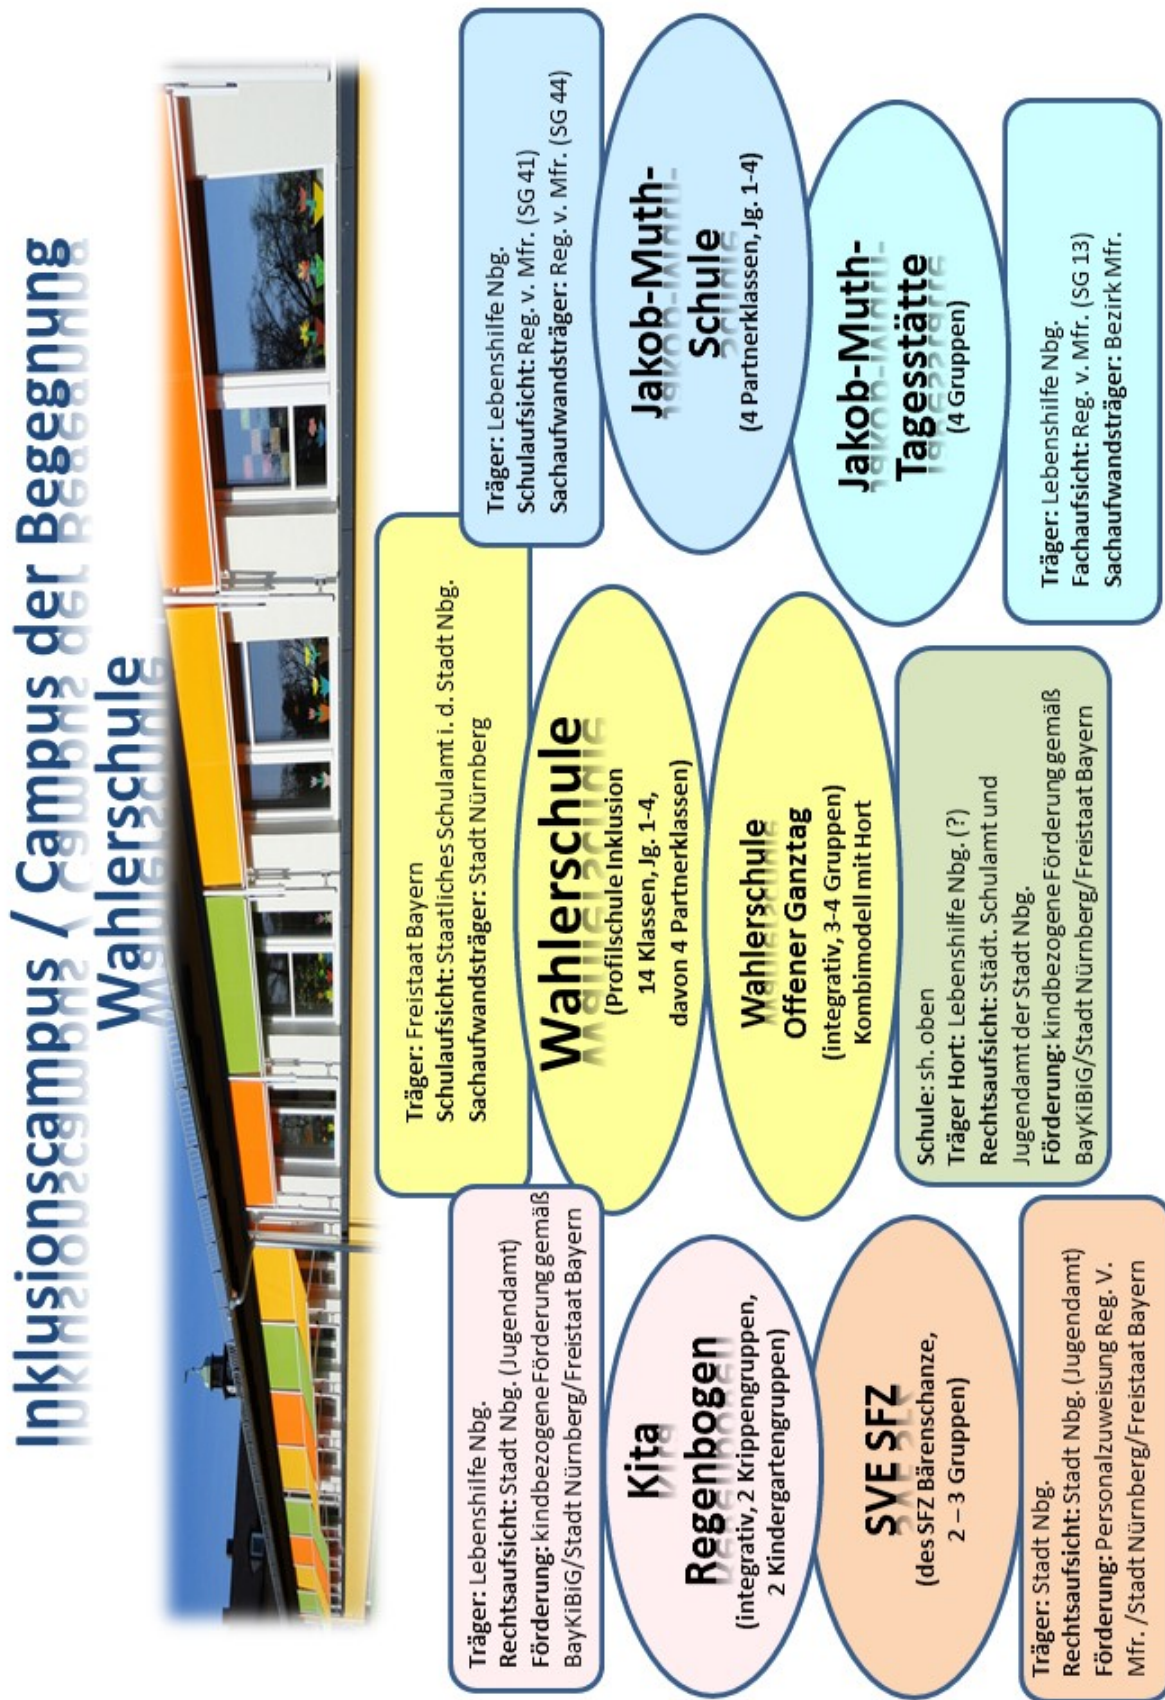 Inklusionscampus / Campus der Begegnung
Wahlerschule
Träger: Lebenshilfe Nbg.
Rechtsaufsicht: Stadt Nbg. (Jugendamt)
Förderung: kindbezogene Förderung gemäß
BayKiBiG/Stadt Nürnberg/Freistaat Bayern
Kita
Regenbogen
(integrativ, 2 Krippengruppen,
2 Kindergartengruppen)
SVE SFZ
(des SFZ Bärenschanze,
2 – 3 Gruppen)
Träger: Stadt Nbg.
Rechtsaufsicht: Stadt Nbg. (Jugendamt)
Förderung: Personalzuweisung Reg. V.
Mfr. /Stadt Nürnberg/Freistaat Bayern
Träger: Freistaat Bayern
Schulaufsicht: Staatliches Schulamt i. d. Stadt Nbg.
Sachaufwandsträger: Stadt Nürnberg
Wahlerschule
(Profilschule Inklusion
14 Klassen, Jg. 1-4,
davon 4 Partnerklassen)
Wahlerschule
Offener Ganztag
(integrativ, 3-4 Gruppen)
Kombimodell mit Hort
Schule: sh. oben
Träger Hort: Lebenshilfe Nbg. (?)
Rechtsaufsicht: Städt. Schulamt und
Jugendamt der Stadt Nbg.
Förderung: kindbezogene Förderung gemäß
BayKiBiG/Stadt Nürnberg/Freistaat Bayern
Träger: Lebenshilfe Nbg.
Schulaufsicht: Reg. v. Mfr. (SG 41)
Sachaufwandsträger: Reg. v. Mfr. (SG 44)
Jakob-Muth-
Schule
(4 Partnerklassen, Jg. 1-4)
Jakob-Muth-
Tagesstätte
(4 Gruppen)
Träger: Lebenshilfe Nbg.
Fachaufsicht: Reg. v. Mfr. (SG 13)
Sachaufwandsträger: Bezirk Mfr.